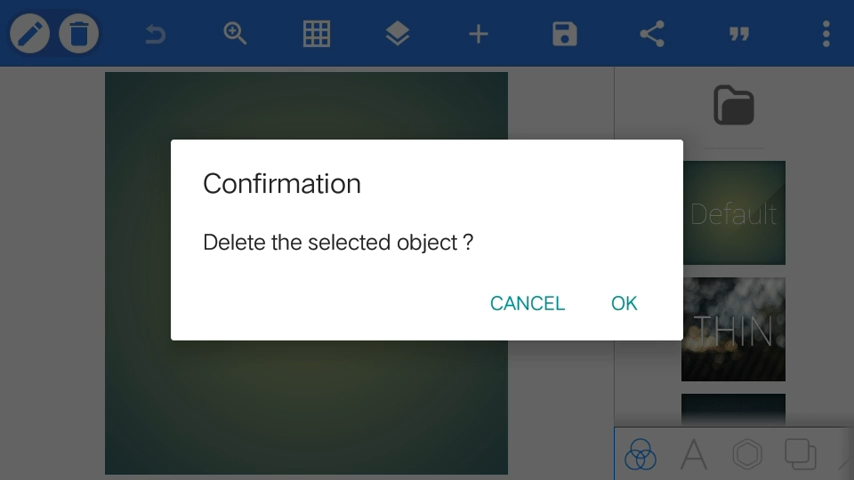 Confirmation
Delete the selected object ?
CANCEL
OK
Default
THIN